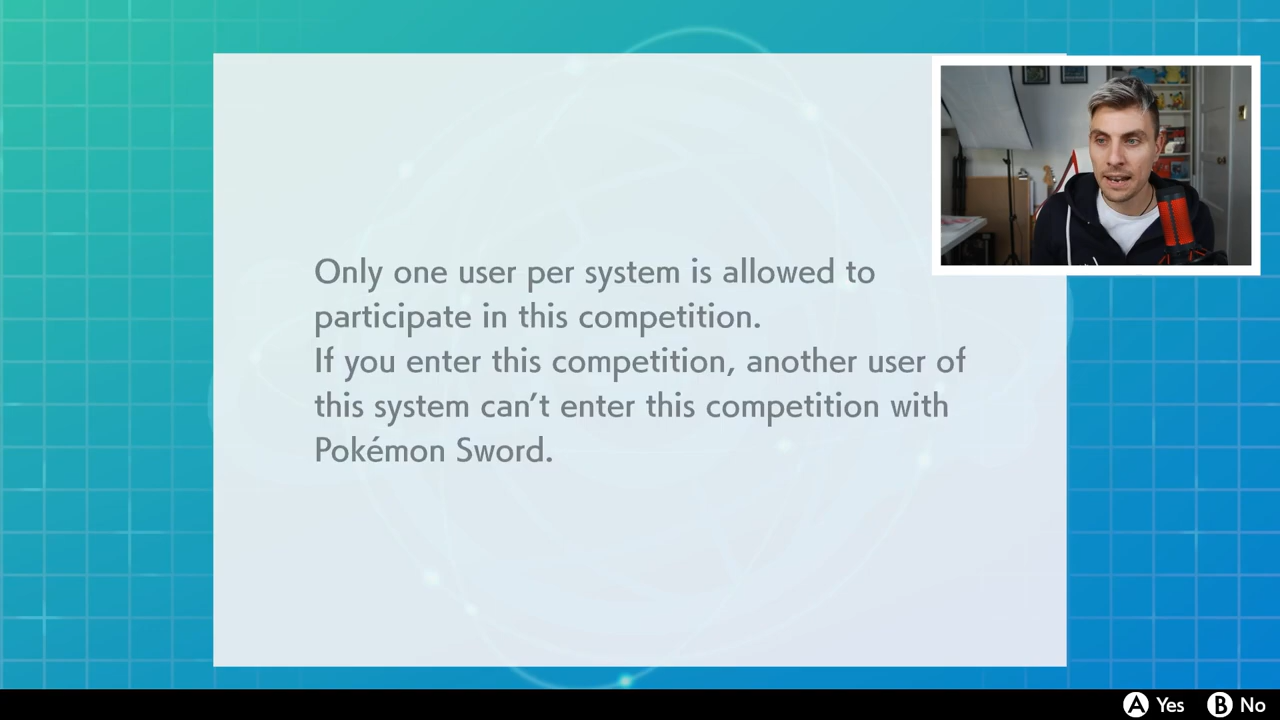 Only one user per system is allowed to
participate in this competition.
If you enter this competition, another user of
this system can’t enter this competition with
Pokémon Sword.
A Yes B No